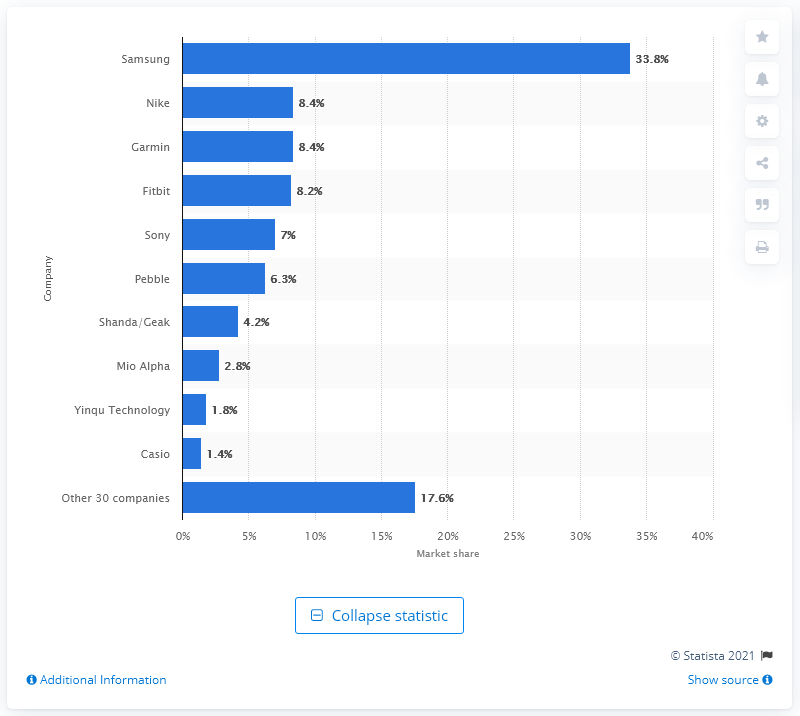 Samsung 33.8%
Nike 8.4%
Garmin 8.4%
Fitbit 8.2%
Sony 7%
Company
Pebble 6.3%
Shanda/Geak 4.2%
Mio Alpha 2.8%
Yinqu Technology 1.8%
Casio 1.4%
Other 30 companies 17.6%
0% 5% 10% 15% 20% 25% 30% 35% 40%
Market share
Collapse statistic
© Statista 2021
Additional Information Show source